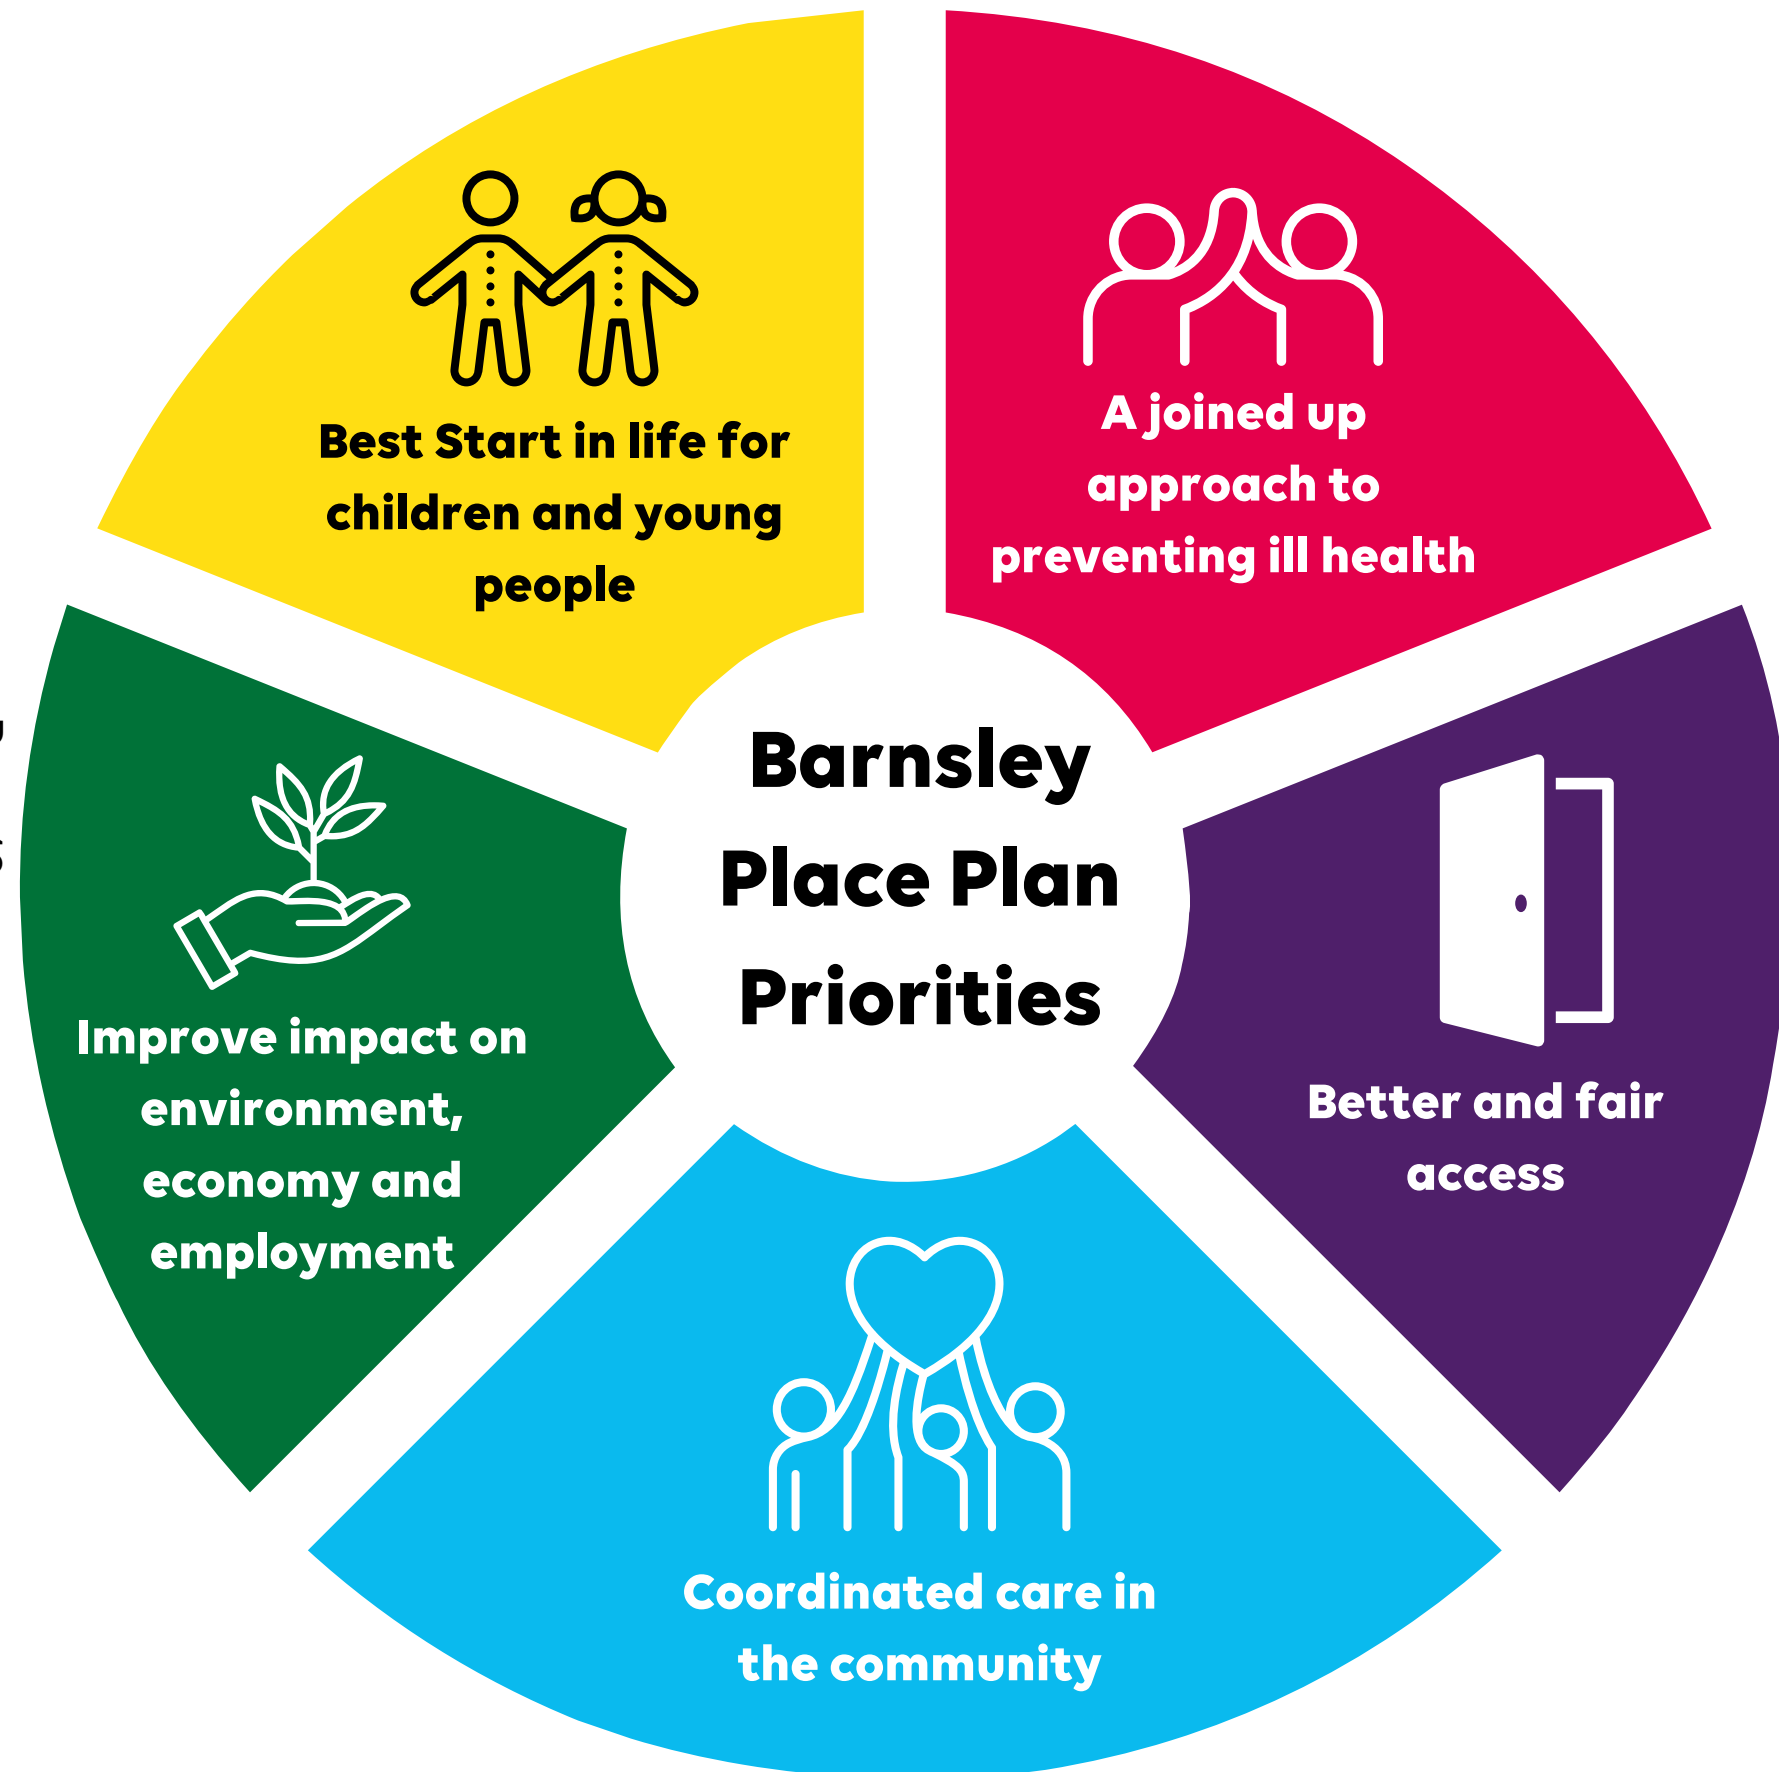 Best Start in life for
children and young
people
A joined up
approach to
preventing ill health
Barnsley
Place Plan
Priorities
Improve impact on
environment,
economy and
employment
Better and fair
access
Coordinated care in
the community